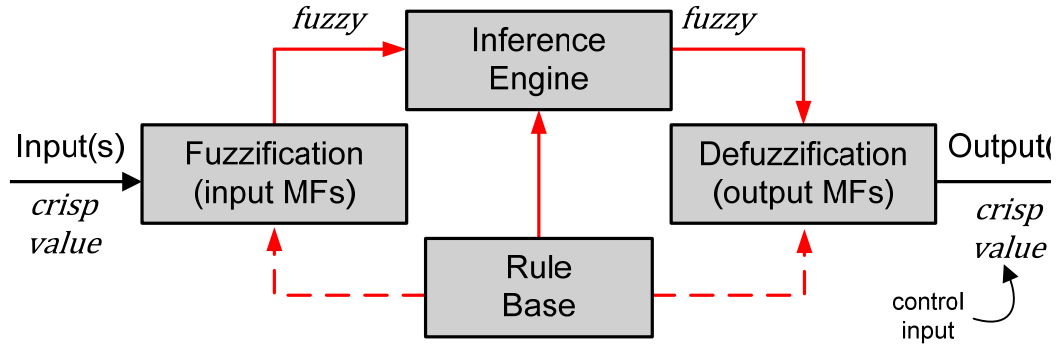 fuzzy
fuzzy
Inference
Engine
Input(s)
Fuzzification
(input MFs)
Defuzzification
(output MFs)
Output(
crisp
value
crisp
value
Rule
Base
control
input